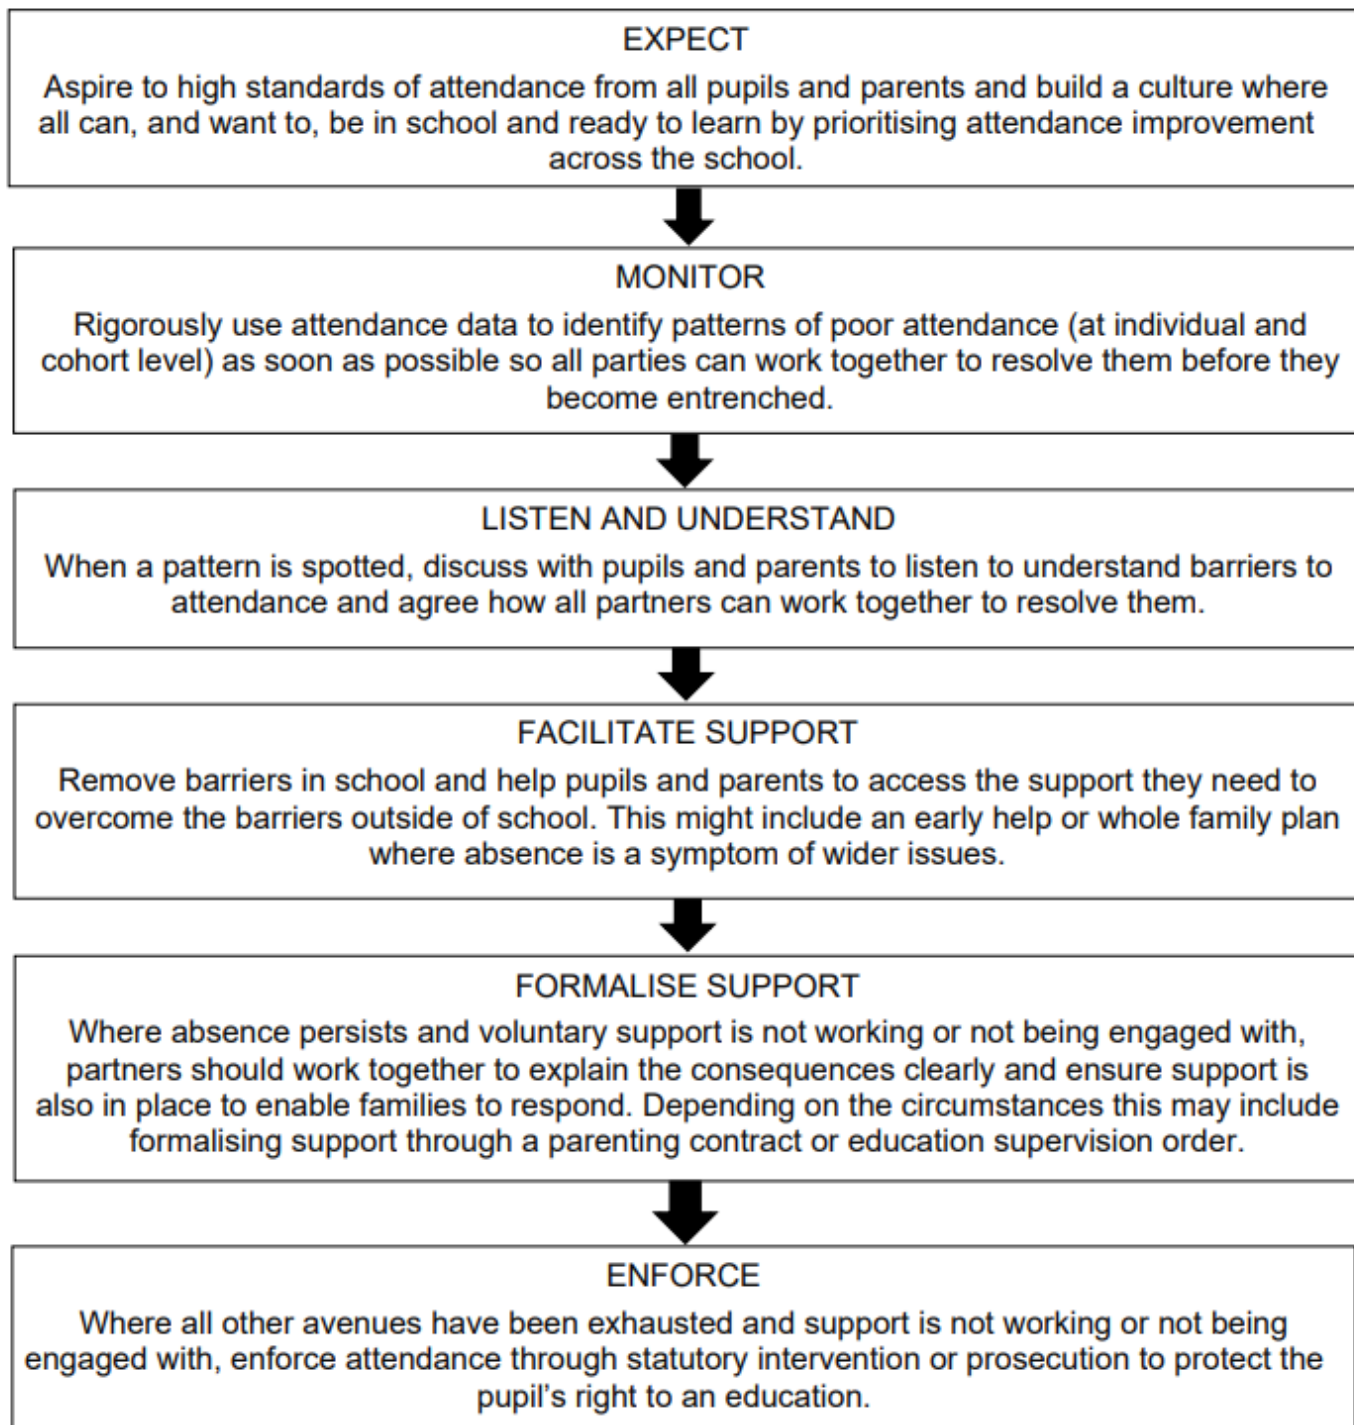 EXPECT
Aspire to high standards of attendance from all pupils and parents and build a culture where
all can, and want to, be in school and ready to learn by prioritising attendance improvement
across the school.
MONITOR
Rigorously use attendance data to identify patterns of poor attendance (at individual and
cohort level) as soon as possible so all parties can work together to resolve them before they
become entrenched.
LISTEN AND UNDERSTAND
When a pattern is spotted, discuss with pupils and parents to listen to understand barriers to
attendance and agree how all partners can work together to resolve them.
FACILITATE SUPPORT
Remove barriers in school and help pupils and parents to access the support they need to
overcome the barriers outside of school. This might include an early help or whole family plan
where absence is a symptom of wider issues.
FORMALISE SUPPORT
Where absence persists and voluntary support is not working or not being engaged with,
partners should work together to explain the consequences clearly and ensure support is
also in place to enable families to respond. Depending on the circumstances this may include
formalising support through a parenting contract or education supervision order.
ENFORCE
Where all other avenues have been exhausted and support is not working or not being
engaged with, enforce attendance through statutory intervention or prosecution to protect the
pupil’s right to an education.